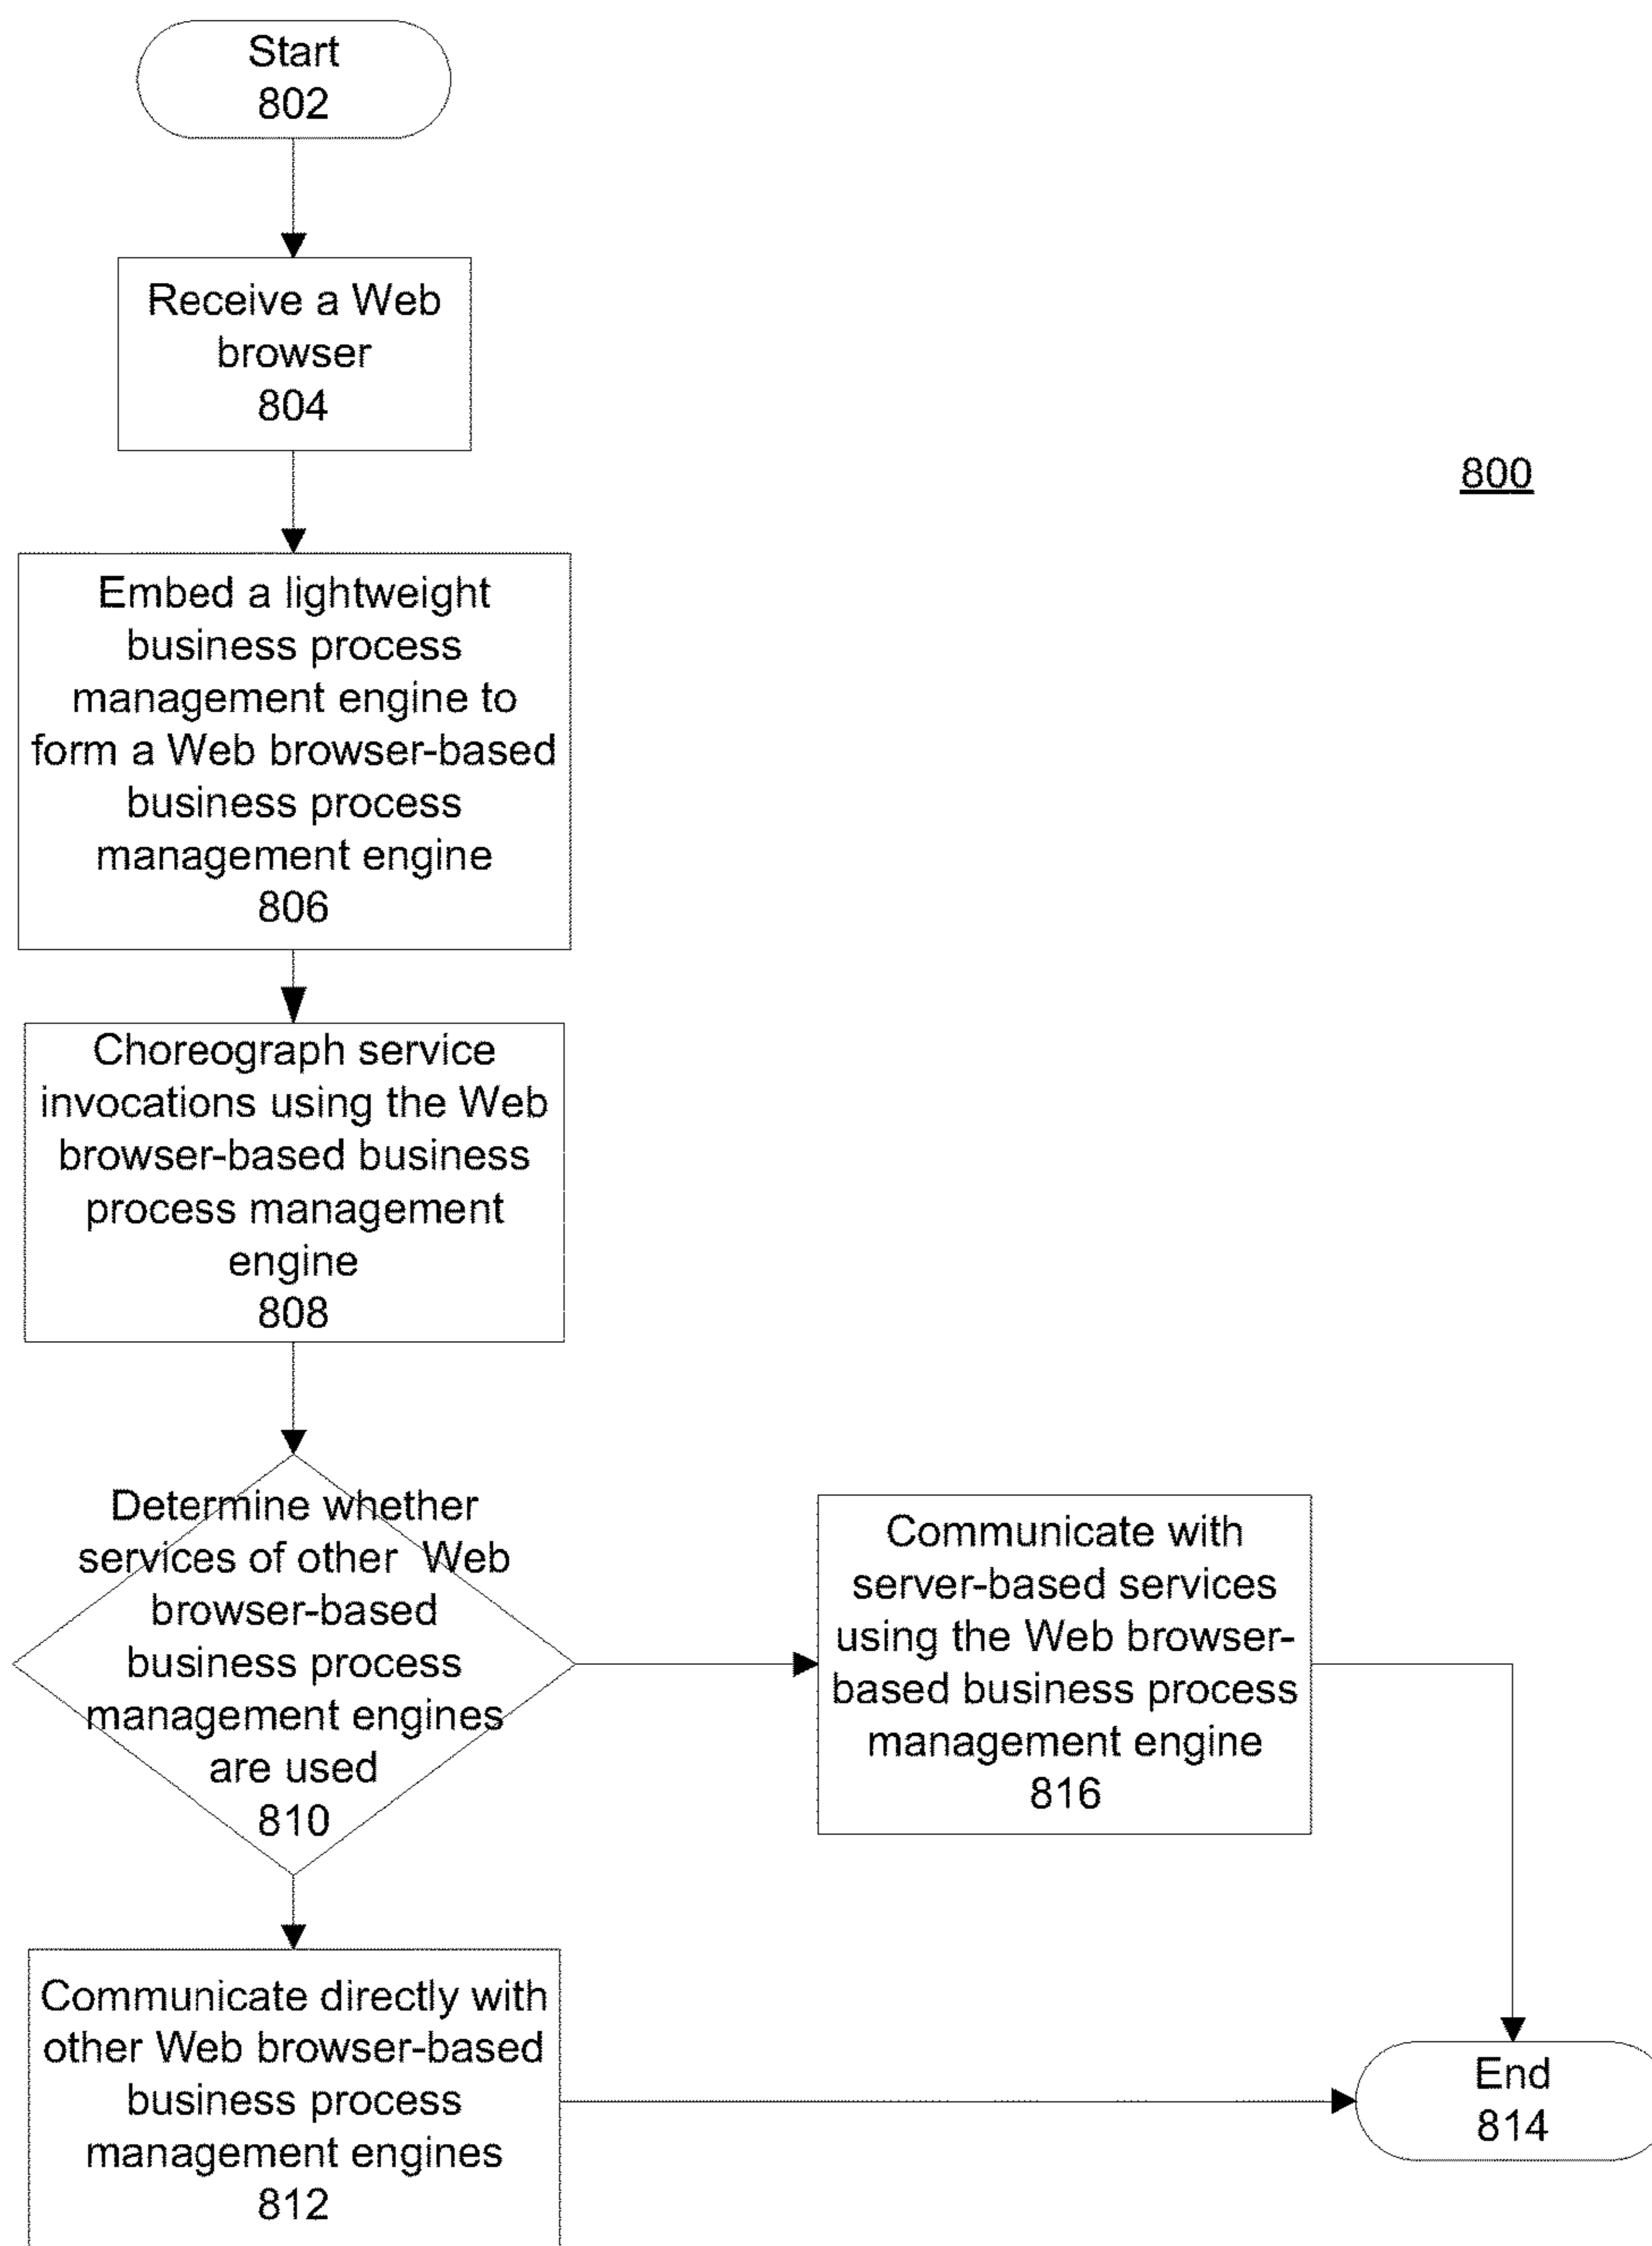 Start
802
Receive a Web
browser
804
800
Embed a lightweight
business process
management engine to
form a Web browser-based
business process
management engine
806
Choreograph service
invocations using the Web
browser-based business
process management
engine
808
Determine whether
services of other Web
browser-based
business process
management engines
are used
810
Communicate with
server-based services
using the Web browser-
based business process
management engine
816
Communicate directly with
other Web browser-based
business process
management engines
812
End
814